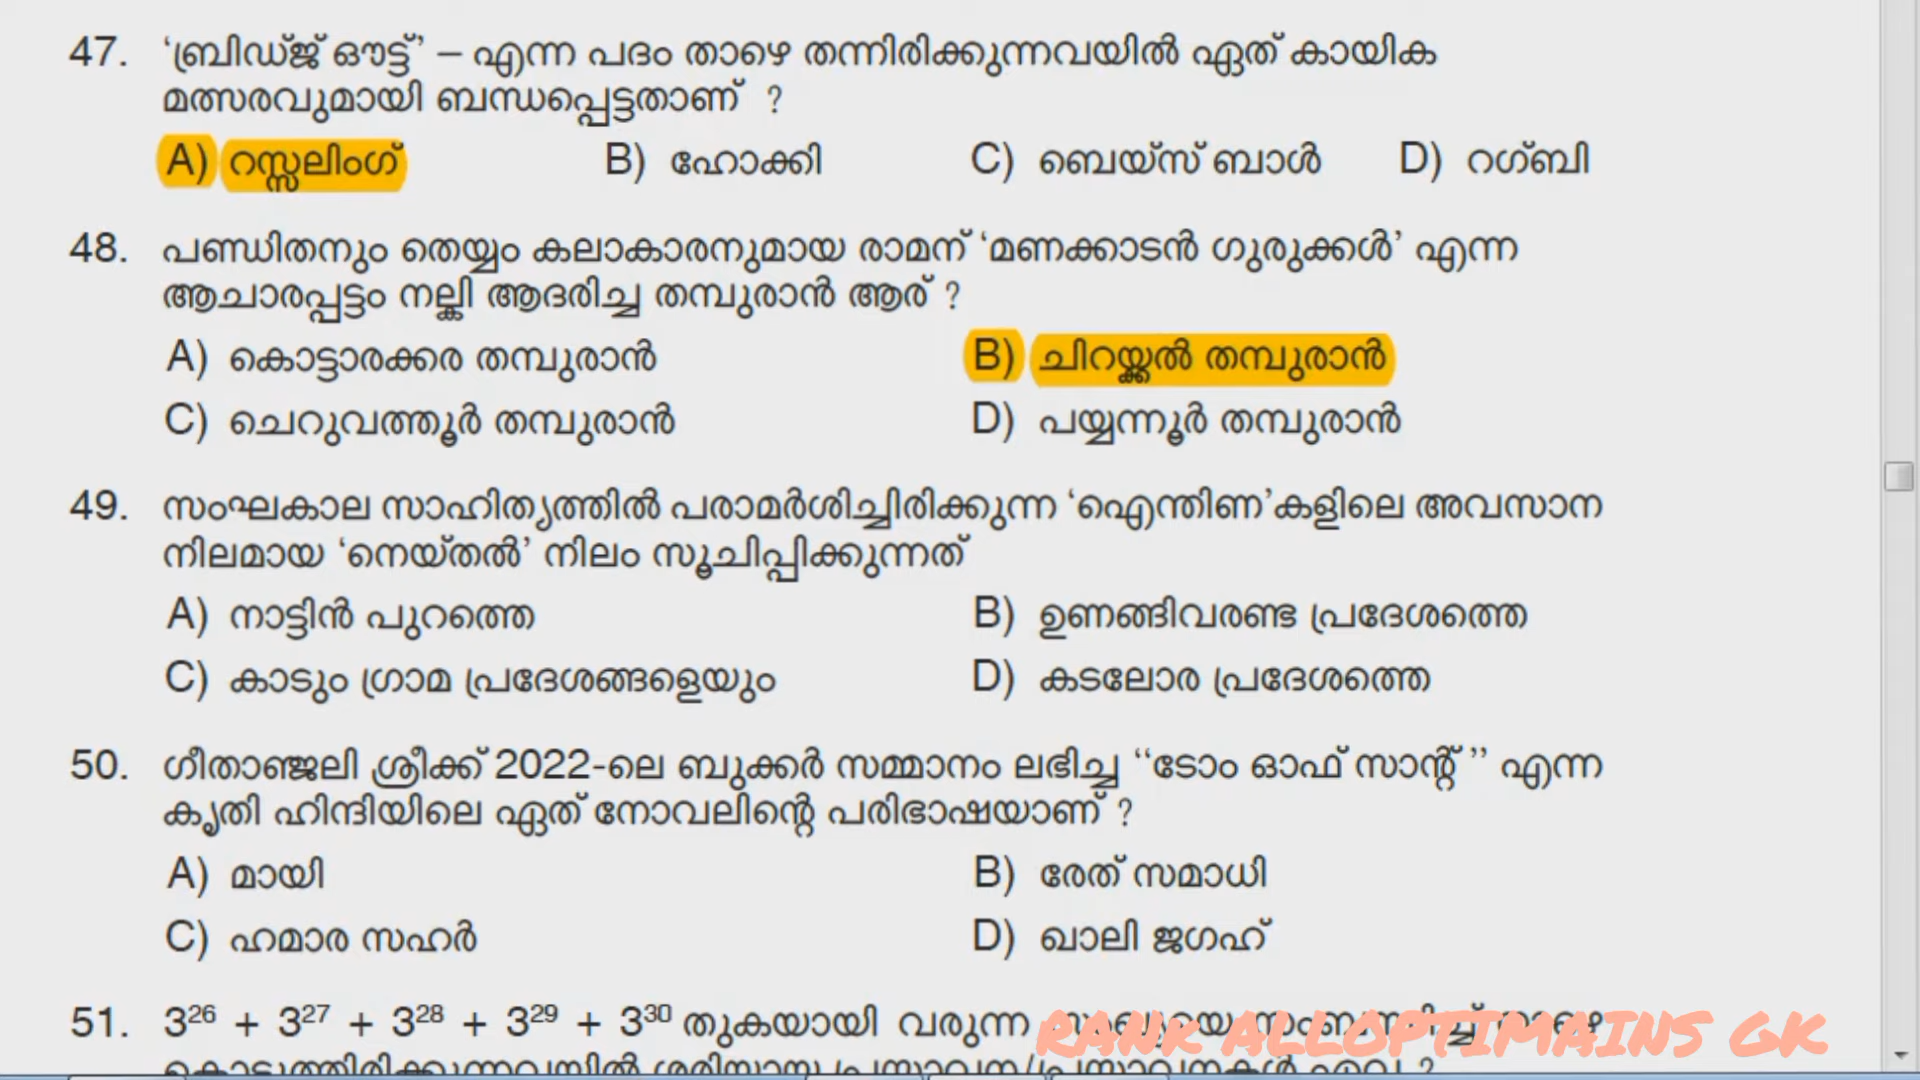 47. ‘ബ്രിഡ്ജ് ഔട്ട്’ – എന്ന പദം താഴെ തന്നിരിക്കുന്നവയിൽ ഏത് കായിക
മത്സരവുമായി ബന്ധപ്പെട്ടതാണ് ?
A) റസ്സലിംഗ് B) ഹോക്കി C) ബെയ്സ് ബാൾ D) റഗ്ബി
48. പണ്ഡിതനും തെയ്യം കലാകാരനുമായ രാമന് ‘മണക്കാടൻ ഗുരുക്കൾ’ എന്ന
ആചാരപ്പട്ടം നല്കി ആദരിച്ച തമ്പുരാൻ ആര് ?
A) കൊട്ടാരക്കര തമ്പുരാൻ B) ചിറയ്ക്കൽ തമ്പുരാൻ
C) ചെറുവത്തൂർ തമ്പുരാൻ D) പയ്യന്നൂർ തമ്പുരാൻ
49. സംഘകാല സാഹിത്യത്തിൽ പരാമർശിച്ചിരിക്കുന്ന ‘ഐന്തിണ’കളിലെ അവസാന
നിലമായ ‘നെയ്തൽ’ നിലം സൂചിപ്പിക്കുന്നത്
A) നാട്ടിൻ പുറത്തെ B) ഉണങ്ങിവരണ്ട പ്രദേശത്തെ
C) കാടും ഗ്രാമ പ്രദേശങ്ങളെയും D) കടലോര പ്രദേശത്തെ
50. ഗീതാഞ്ജലി ശ്രീക്ക് 2022-ലെ ബുക്കർ സമ്മാനം ലഭിച്ച “ടോം ഓഫ് സാന്റ് ” എന്ന
കൃതി ഹിന്ദിയിലെ ഏത് നോവലിന്റെ പരിഭാഷയാണ് ?
A) മായി B) രേത് സമാധി
C) ഹമാര സഹർ D) ഖാലി ജഗഹ്
51. 3²⁶ + 3²⁷ + 3²⁸ + 3²⁹ + 3³⁰ തുകയായി വരുന്ന
RANK ALLOPTIMAINS GK